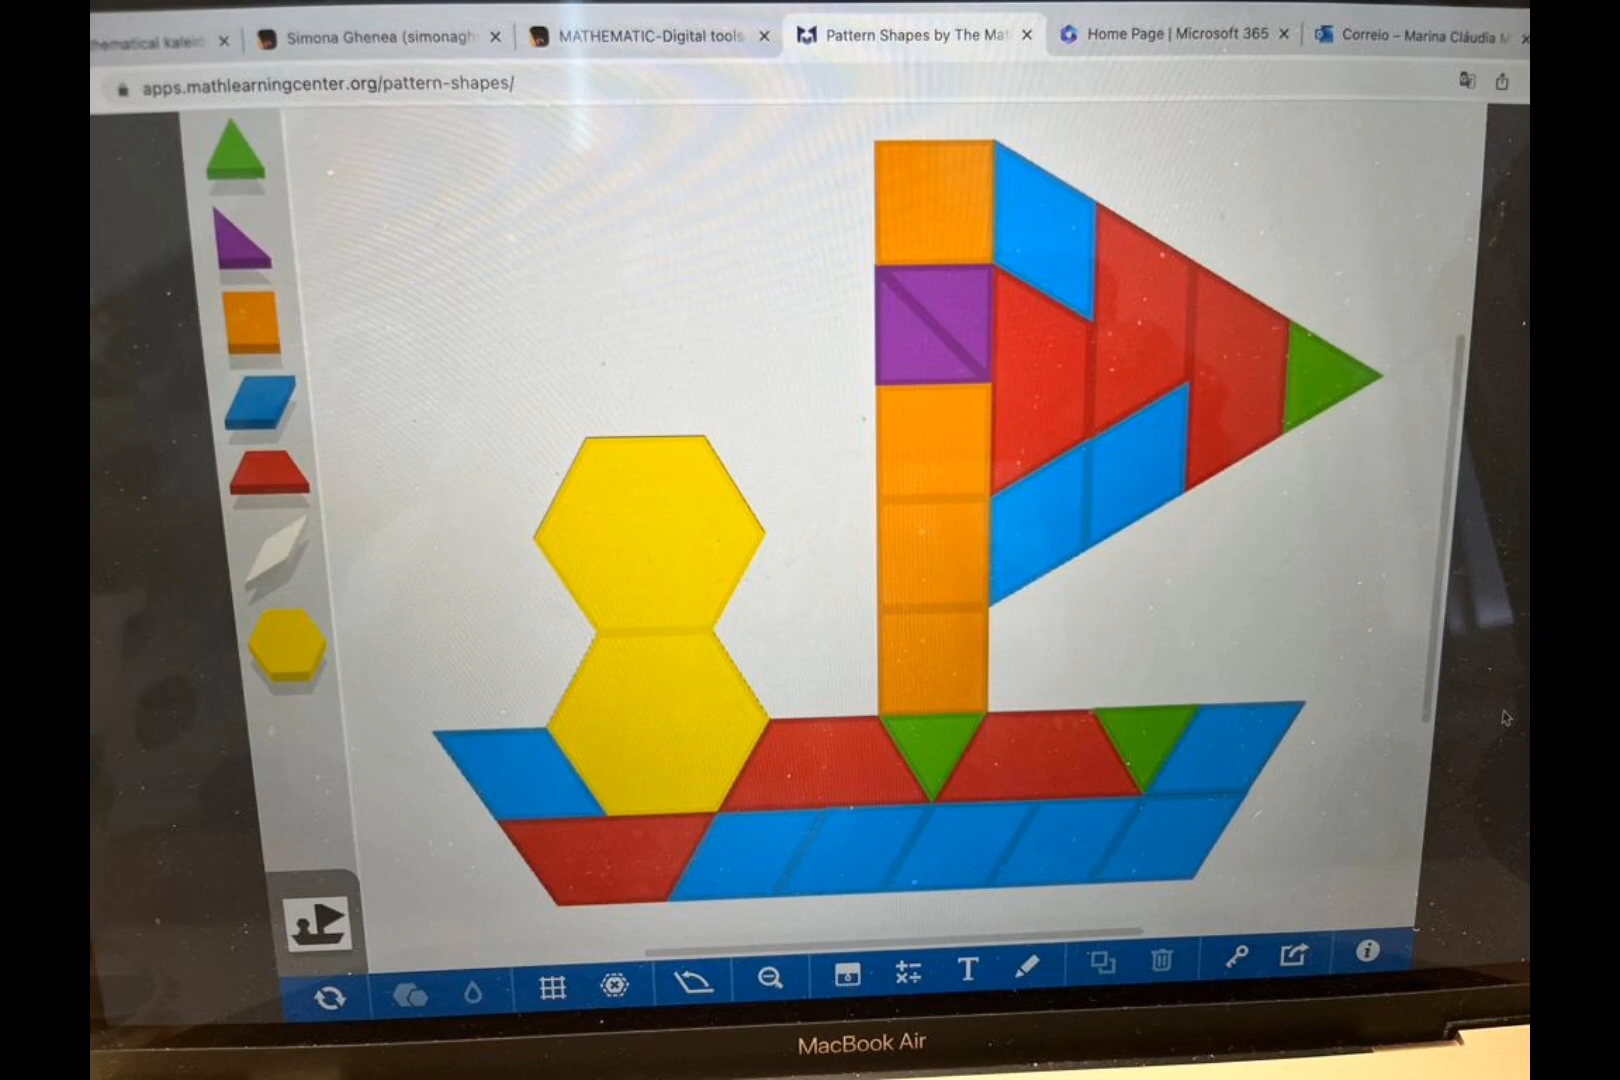 Simona Ghenea (simonagh
MATHEMATIC-Digital tools
Pattern Shapes by The Mat
Home Page | Microsoft 365
Correio – Marina Cláudia M
apps.mathlearningcenter.org/pattern-shapes/
T
MacBook Air